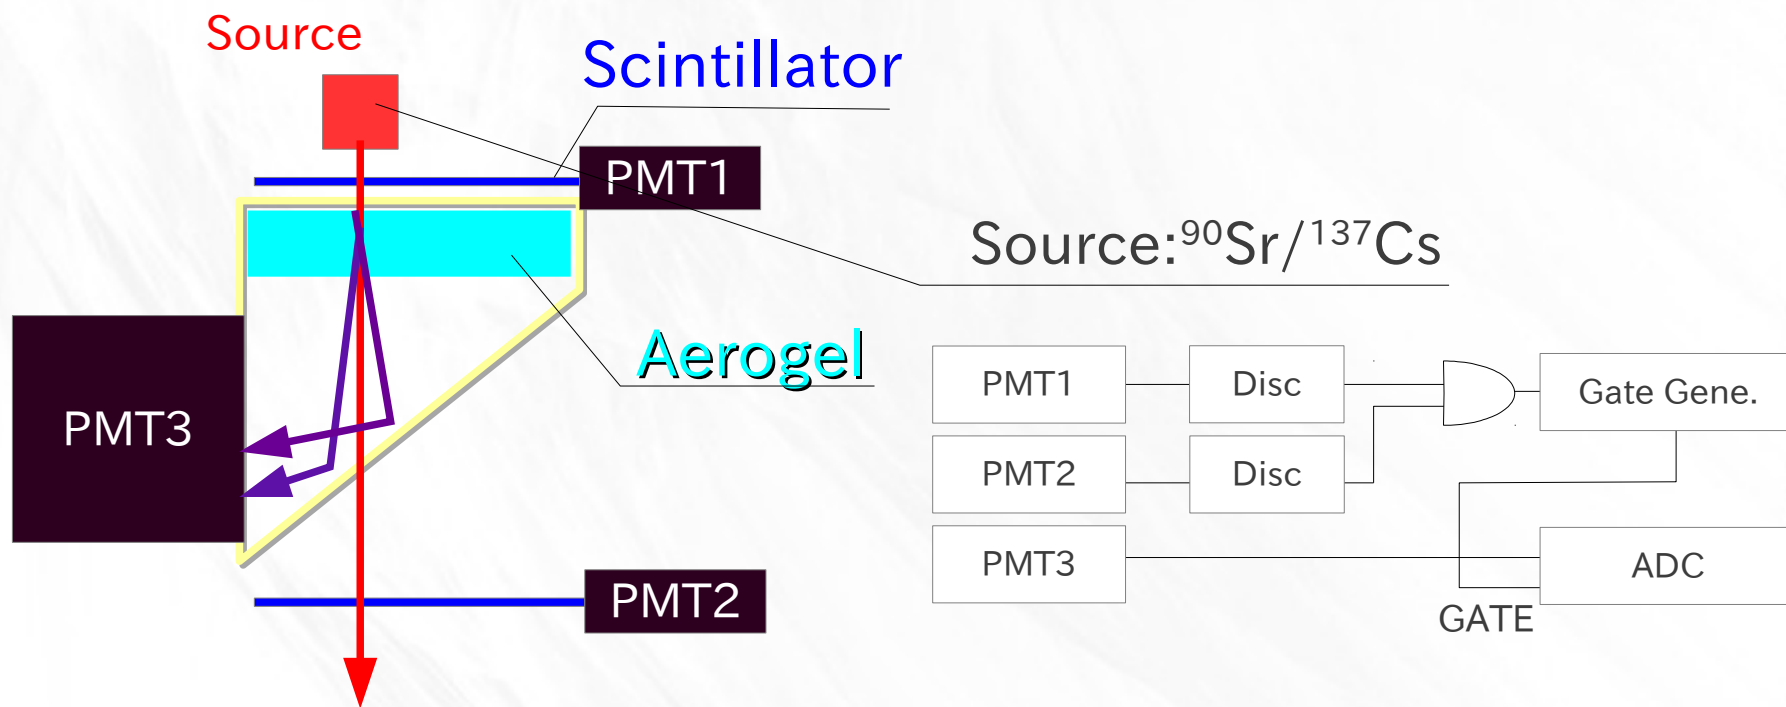 Source
Scintillator
PMT1
Source:⁹⁰Sr/¹³⁷Cs
Aerogel
PMT3
PMT2
PMT1
Disc
Gate Gene.
PMT2
Disc
PMT3
ADC
GATE